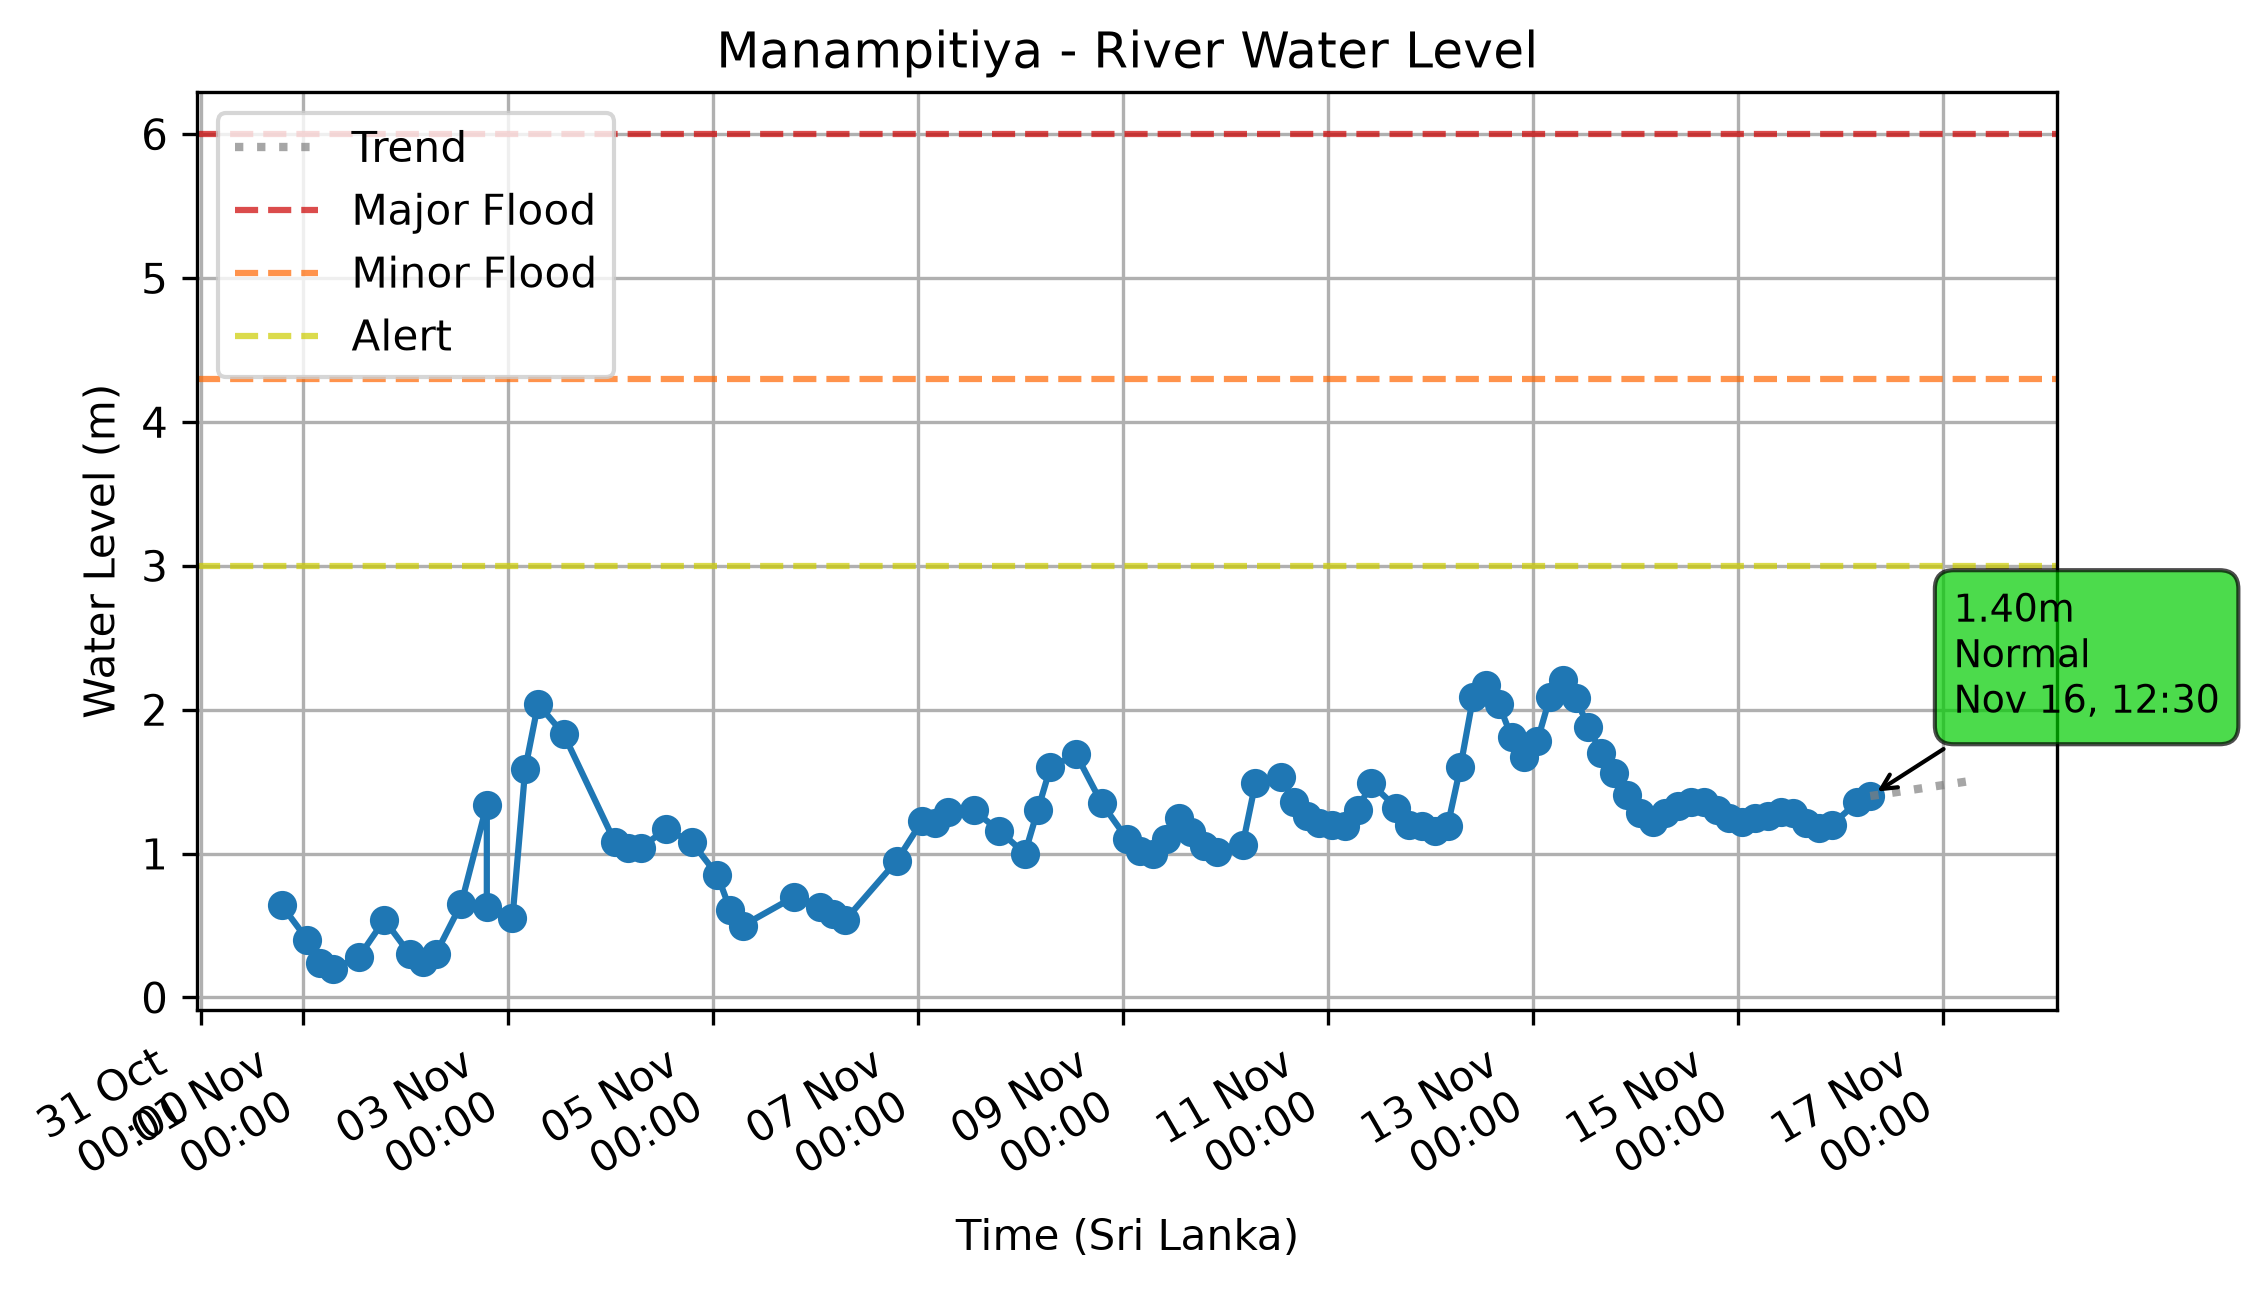 Manampitiya - River Water Level
Trend
Major Flood
Minor Flood
Alert
6
5
4
3
2
1
0
Water Level (m)
1.40m
Normal
Nov 16, 12:30
31 Oct
00:00
01 Nov
00:00
03 Nov
00:00
05 Nov
00:00
07 Nov
00:00
09 Nov
00:00
11 Nov
00:00
13 Nov
00:00
15 Nov
00:00
17 Nov
00:00
Time (Sri Lanka)